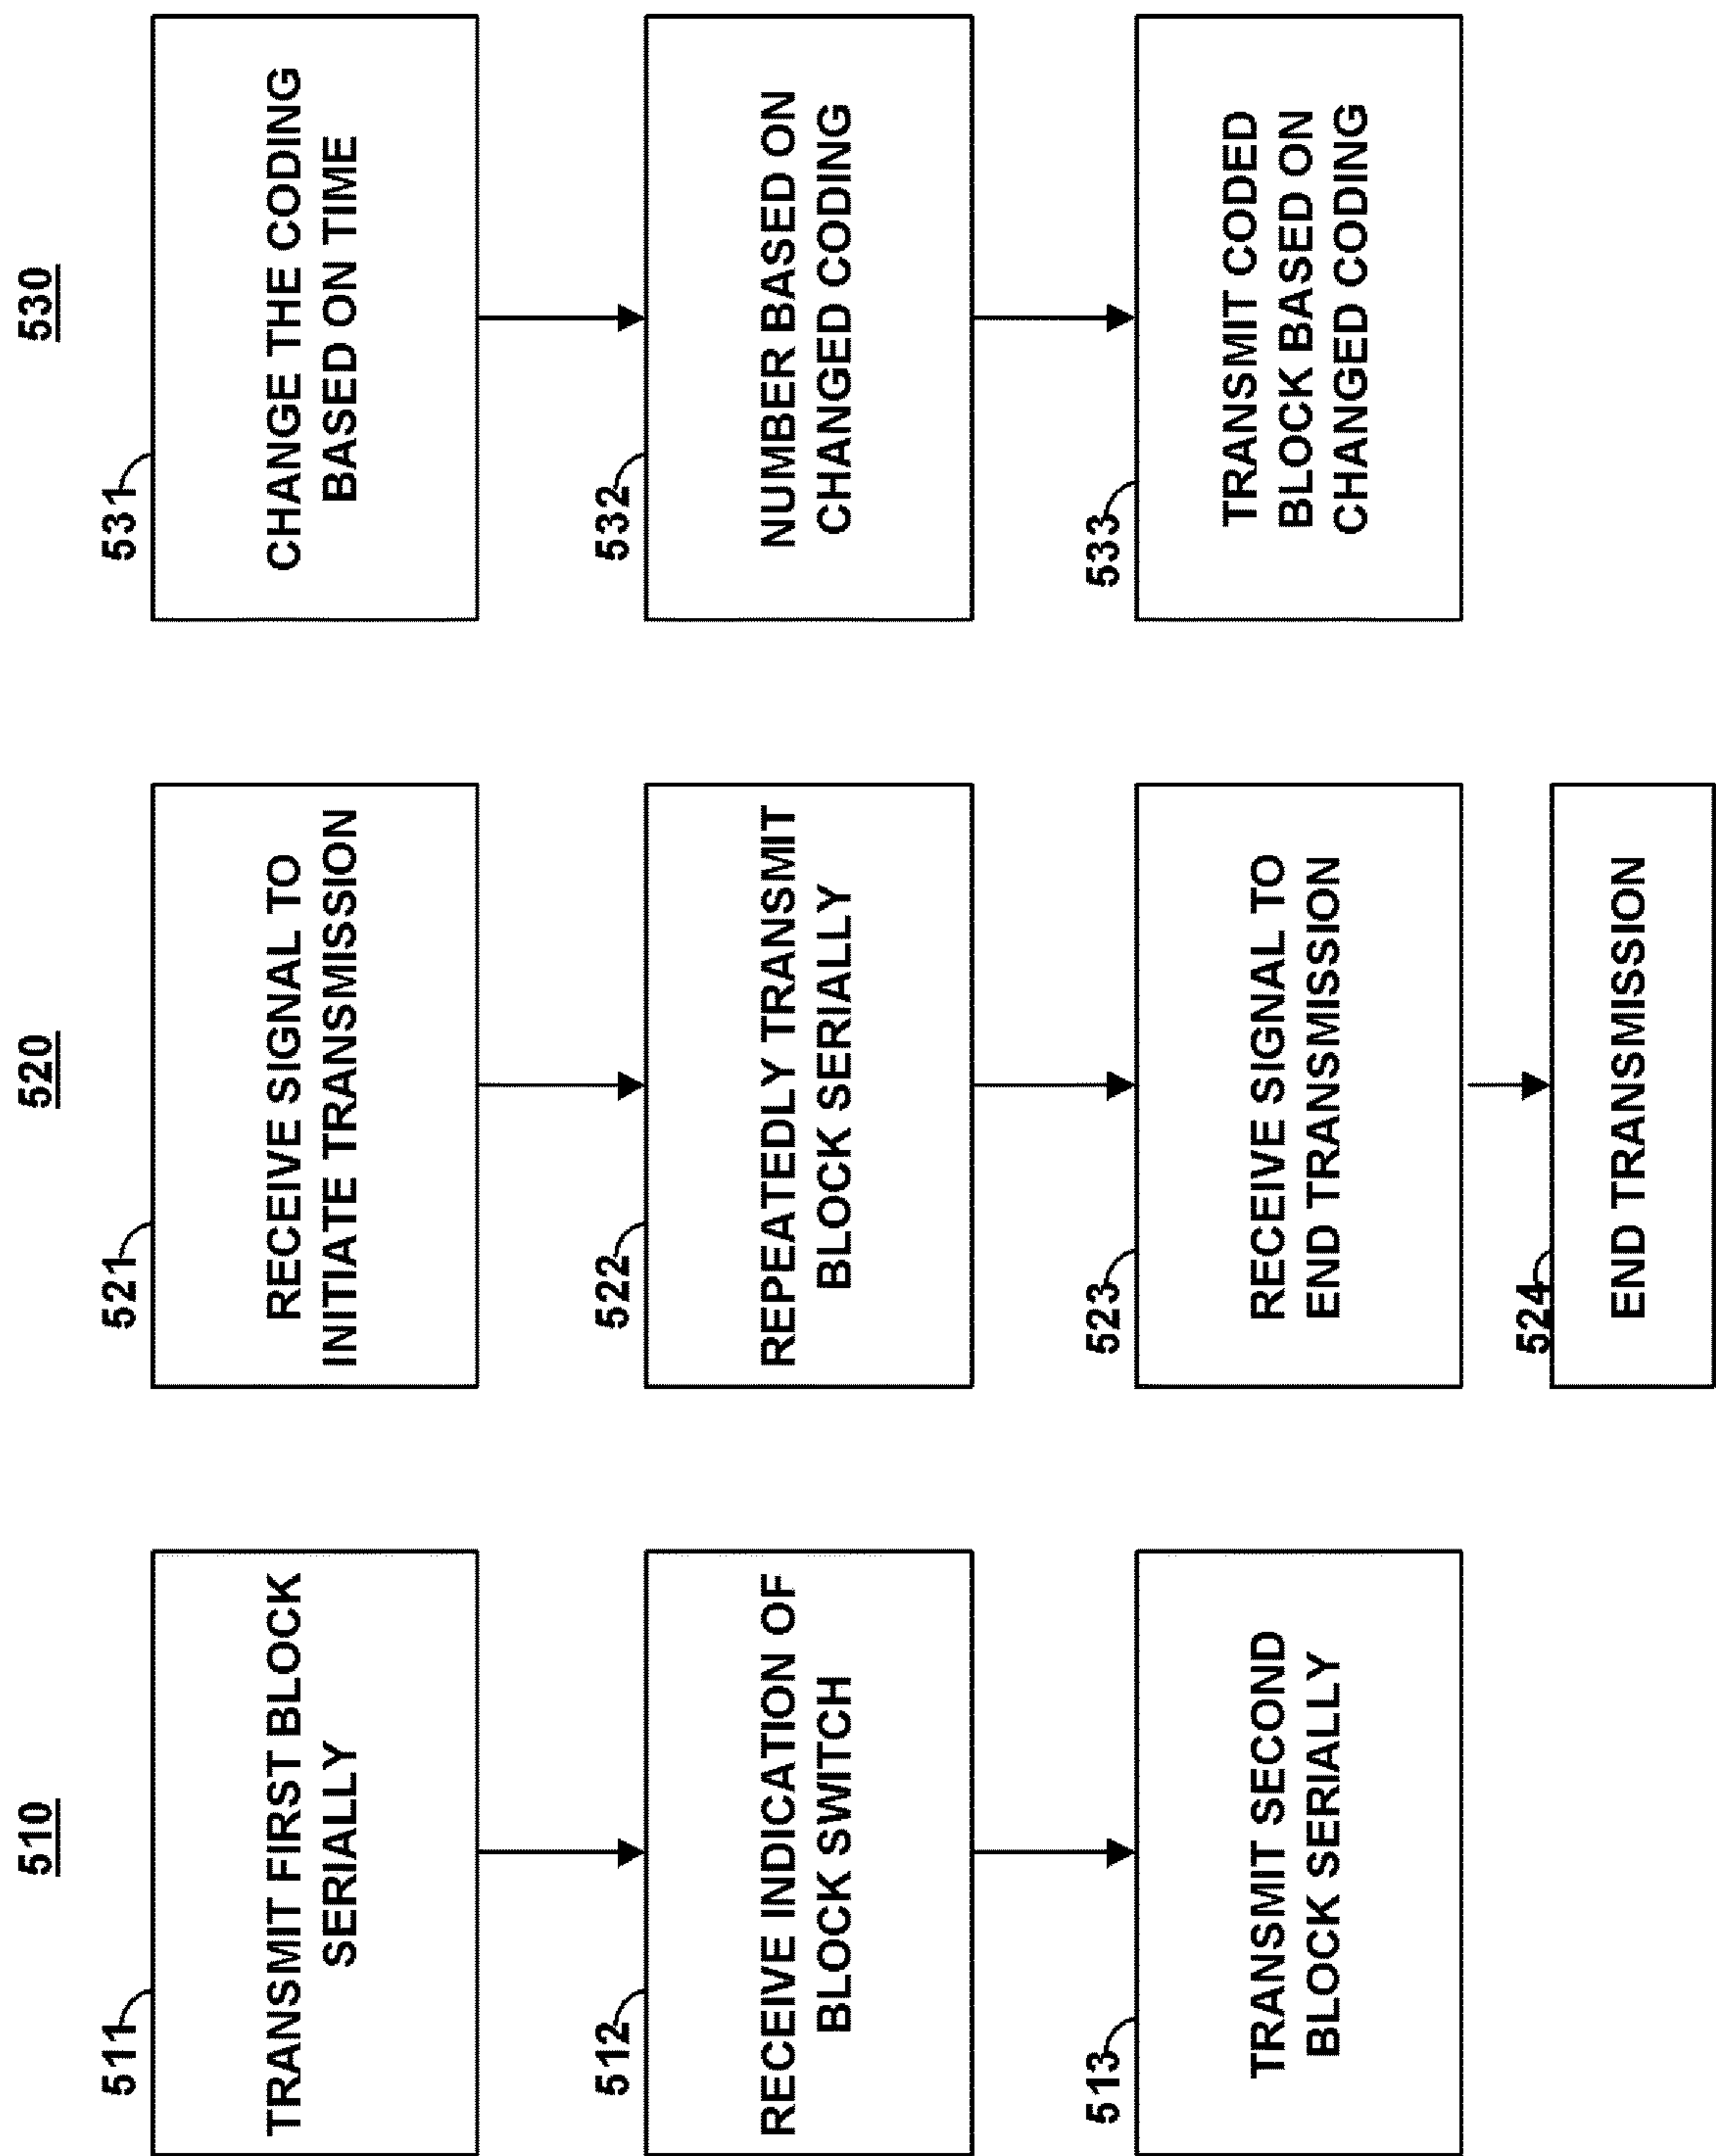 510
511
TRANSMIT FIRST BLOCK
SERIALLY
512
RECEIVE INDICATION OF
BLOCK SWITCH
513
TRANSMIT SECOND
BLOCK SERIALLY
520
521
RECEIVE SIGNAL TO
INITIATE TRANSMISSION
522
REPEATEDLY TRANSMIT
BLOCK SERIALLY
523
RECEIVE SIGNAL TO
END TRANSMISSION
524
END TRANSMISSION
530
531
CHANGE THE CODING
BASED ON TIME
532
NUMBER BASED ON
CHANGED CODING
533
TRANSMIT CODED
BLOCK BASED ON
CHANGED CODING